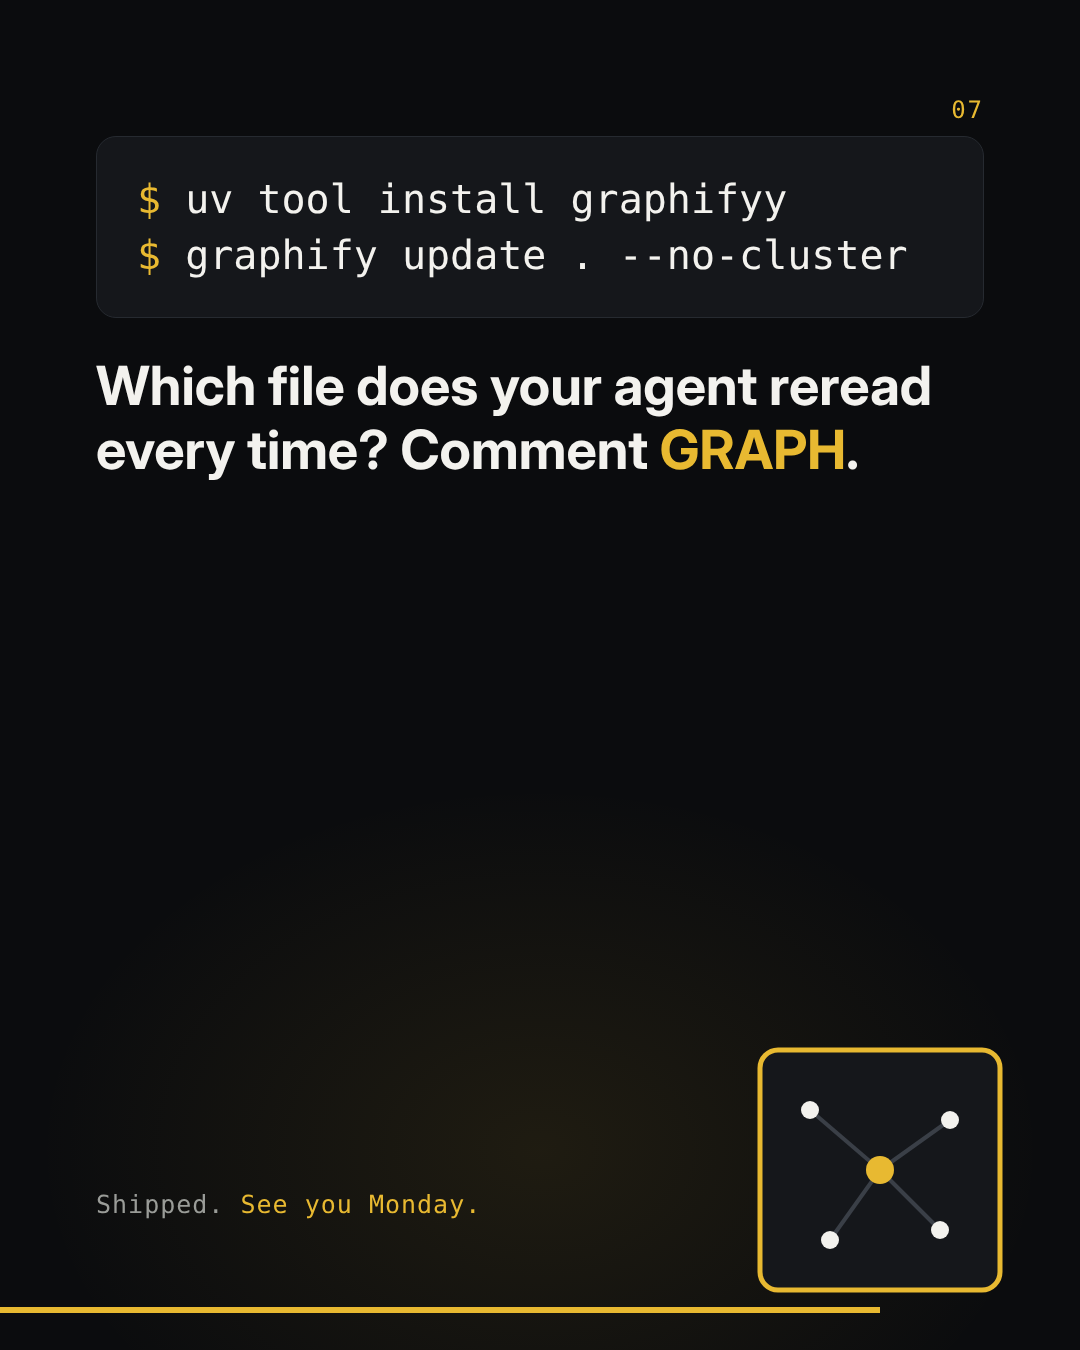 07
$ uv tool install graphifyy
$ graphify update . --no-cluster
Which file does your agent reread
every time? Comment GRAPH.
Shipped. See you Monday.